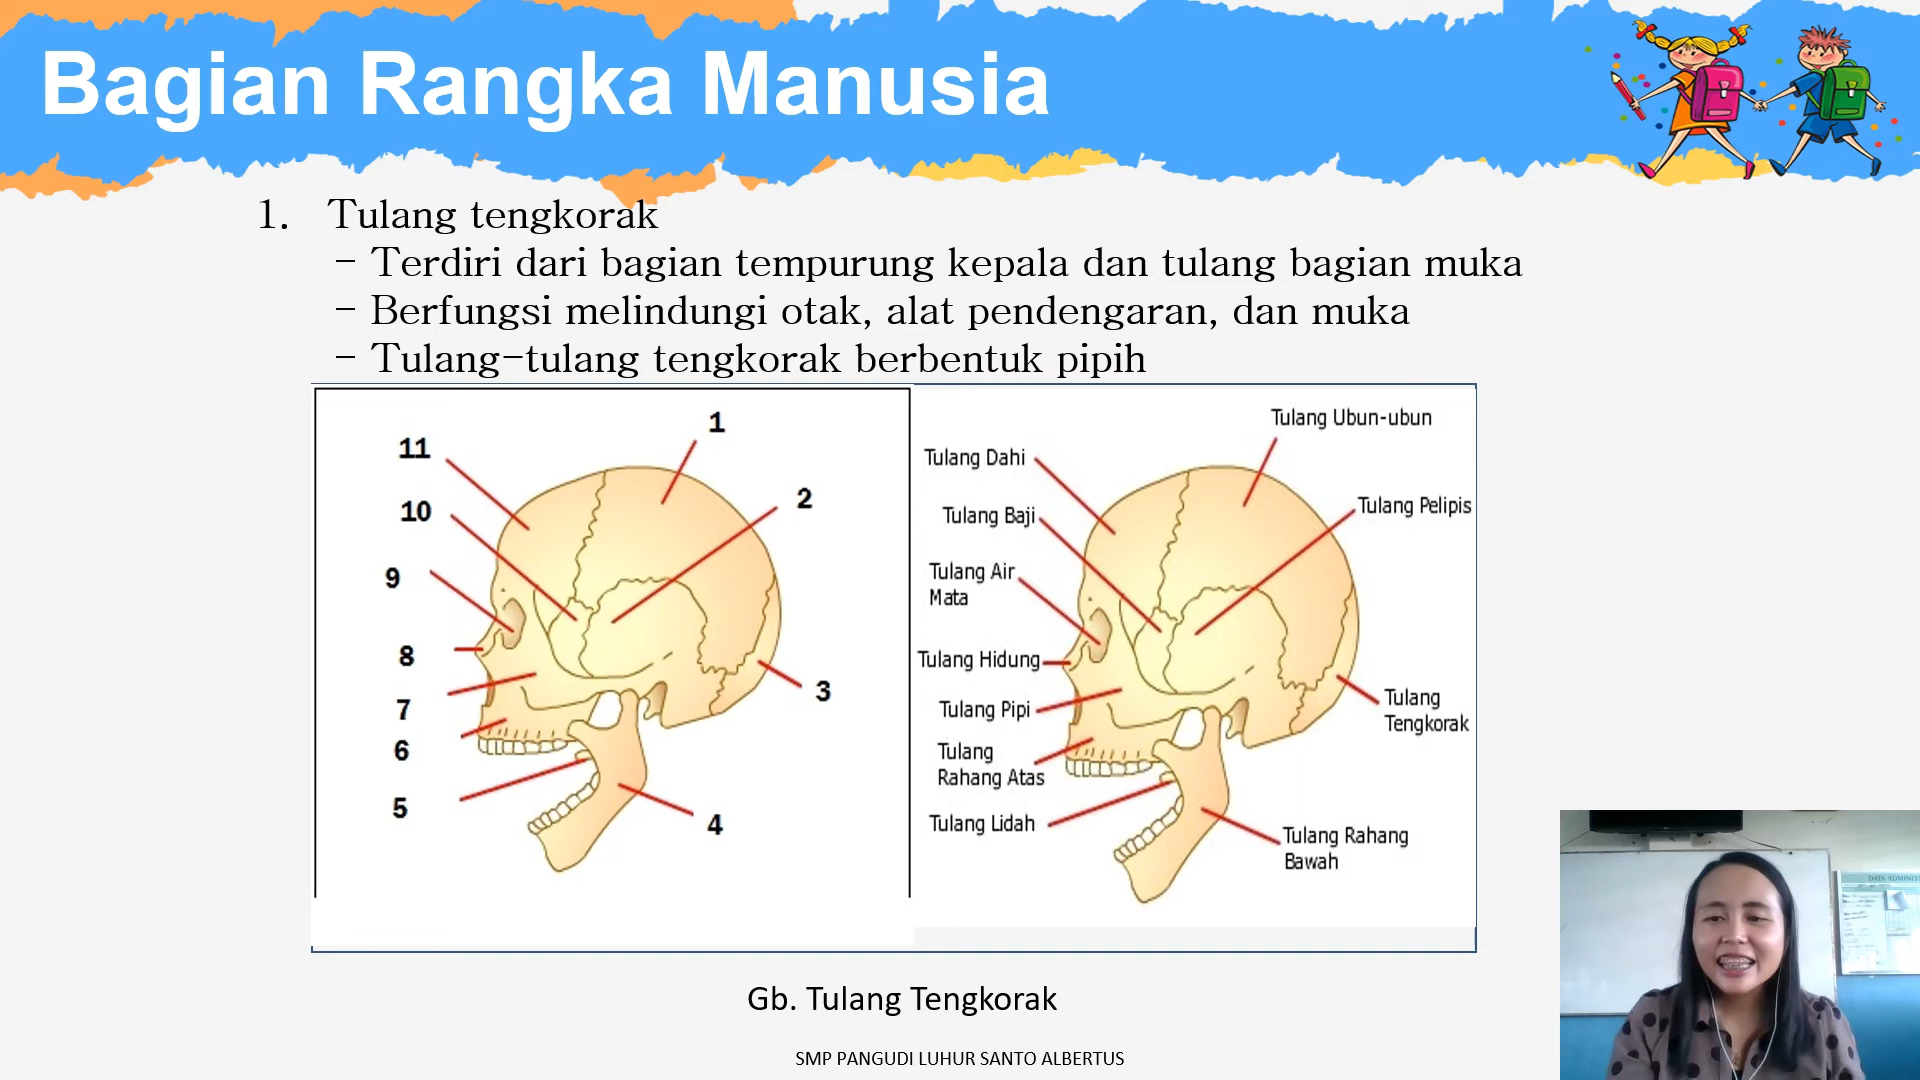 Bagian Rangka Manusia
1. Tulang tengkorak
- Terdiri dari bagian tempurung kepala dan tulang bagian muka
- Berfungsi melindungi otak, alat pendengaran, dan muka
- Tulang-tulang tengkorak berbentuk pipih
1
11
2
10
9
8
3
7
6
5
4
Tulang Ubun-ubun
Tulang Dahi
Tulang Pelipis
Tulang Baji
Tulang Air
Mata
Tulang Hidung
Tulang Pipi
Tulang
Tengkorak
Tulang
Rahang Atas
Tulang Lidah
Tulang Rahang
Bawah
Gb. Tulang Tengkorak
SMP PANGUDI LUHUR SANTO ALBERTUS